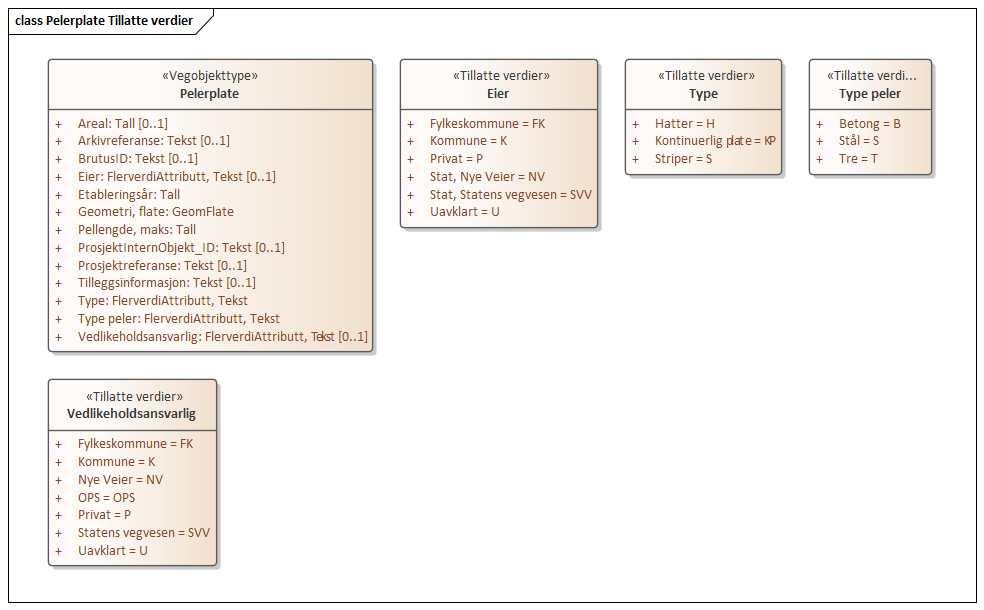 class Pelerplate Tillatte verdier
«Vegobjekttype»
Pelerplate
+ Areal: Tall [0..1]
+ Arkivreferanse: Tekst [0..1]
+ BrutusID: Tekst [0..1]
+ Eier: FlerverdiAttributt, Tekst [0..1]
+ Etableringsår: Tall
+ Geometri, flate: GeomFlate
+ Pellengde, maks: Tall
+ ProsjektInternObjekt_ID: Tekst [0..1]
+ Prosjektreferanse: Tekst [0..1]
+ Tilleggsinformasjon: Tekst [0..1]
+ Type: FlerverdiAttributt, Tekst
+ Type peler: FlerverdiAttributt, Tekst
+ Vedlikeholdsansvarlig: FlerverdiAttributt, Tekst [0..1]
«Tillatte verdier»
Eier
+ Fylkeskommune = FK
+ Kommune = K
+ Privat = P
+ Stat, Nye Veier = NV
+ Stat, Statens vegvesen = SVV
+ Uavklart = U
«Tillatte verdier»
Type
+ Hatter = H
+ Kontinuerlig plate = KP
+ Striper = S
«Tillatte verdi...
Type peler
+ Betong = B
+ Stål = S
+ Tre = T
«Tillatte verdier»
Vedlikeholdsansvarlig
+ Fylkeskommune = FK
+ Kommune = K
+ Nye Veier = NV
+ OPS = OPS
+ Privat = P
+ Statens vegvesen = SVV
+ Uavklart = U